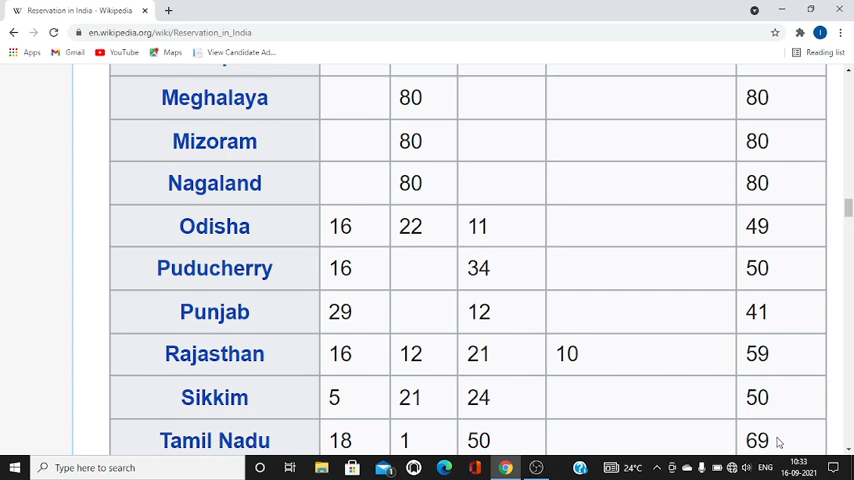 Reservation in India - Wikipedia
en.wikipedia.org/wiki/Reservation_in_India
Apps Gmail YouTube Maps View Candidate Ad... Reading list
Meghalaya 80 80
Mizoram 80 80
Nagaland 80 80
Odisha 16 22 11 49
Puducherry 16 34 50
Punjab 29 12 41
Rajasthan 16 12 21 10 59
Sikkim 5 21 24 50
Tamil Nadu 18 1 50 69
Type here to search 24°C ENG 10:33
16-09-2021